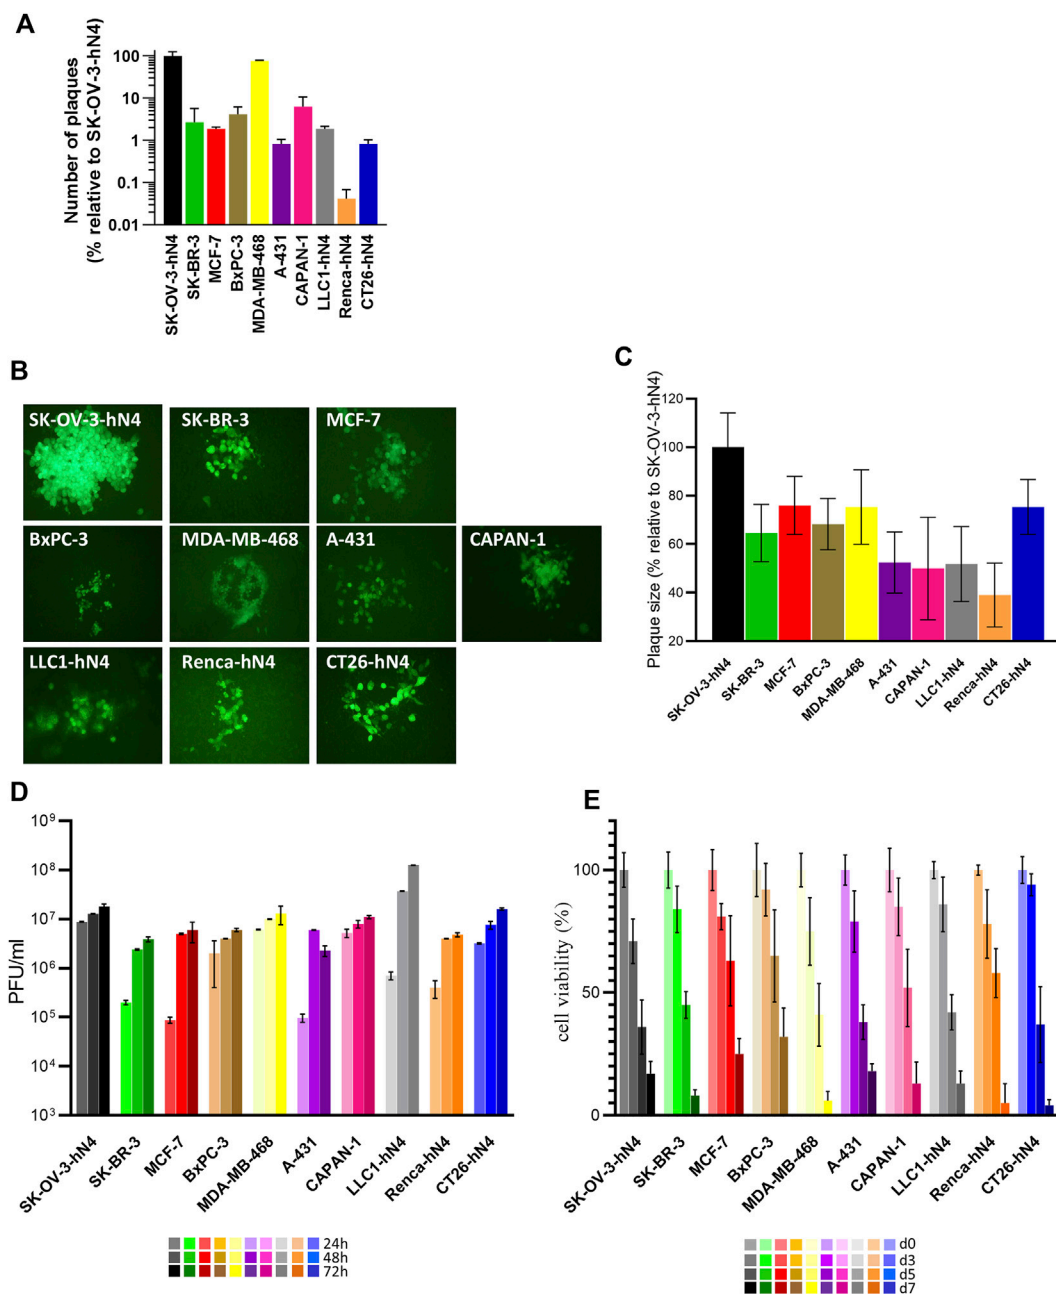 A
Number of plaques
(% relative to SK-OV-3-hN4)
100
10
1
0.1
0.01
SK-OV-3-hN4
SK-BR-3
MCF-7
BxPC-3
MDA-MB-468
A-431
CAPAN-1
LLC1-hN4
Renca-hN4
CT26-hN4
B
SK-OV-3-hN4
SK-BR-3
MCF-7
BxPC-3
MDA-MB-468
A-431
CAPAN-1
LLC1-hN4
Renca-hN4
CT26-hN4
C
Plaque size (% relative to SK-OV-3-hN4)
120
100
80
60
40
20
SK-OV-3-hN4
SK-BR-3
MCF-7
BxPC-3
MDA-MB-468
A-431
CAPAN-1
LLC1-hN4
Renca-hN4
CT26-hN4
D
PFU/ml
10⁹
10⁸
10⁷
10⁶
10⁵
10⁴
10³
SK-OV-3-hN4
SK-BR-3
MCF-7
BxPC-3
MDA-MB-468
A-431
CAPAN-1
LLC1-hN4
Renca-hN4
CT26-hN4
24h
48h
72h
E
cell viability (%)
100
50
0
SK-OV-3-hN4
SK-BR-3
MCF-7
BxPC-3
MDA-MB-468
A-431
CAPAN-1
LLC1-hN4
Renca-hN4
CT26-hN4
d0
d3
d5
d7